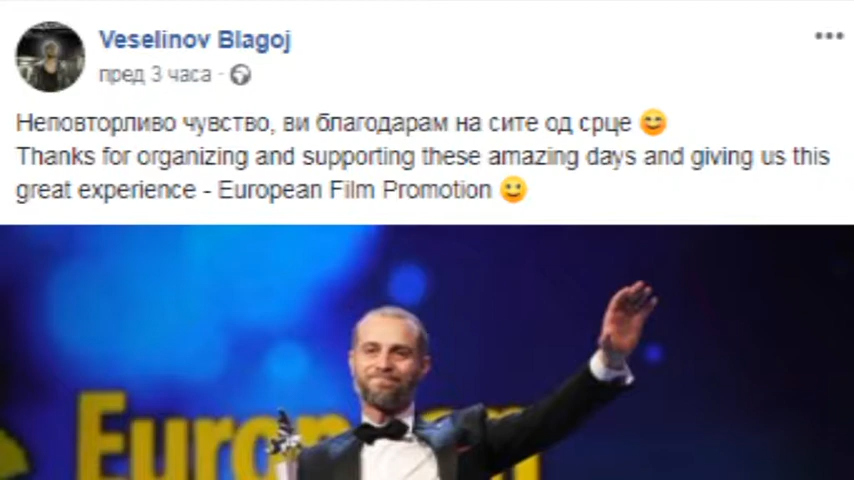 Veselinov Blagoj
пред 3 часа ·
Неповторливо чувство, ви благодарам на сите од срце 😊
Thanks for organizing and supporting these amazing days and giving us this
great experience - European Film Promotion 🙂
European